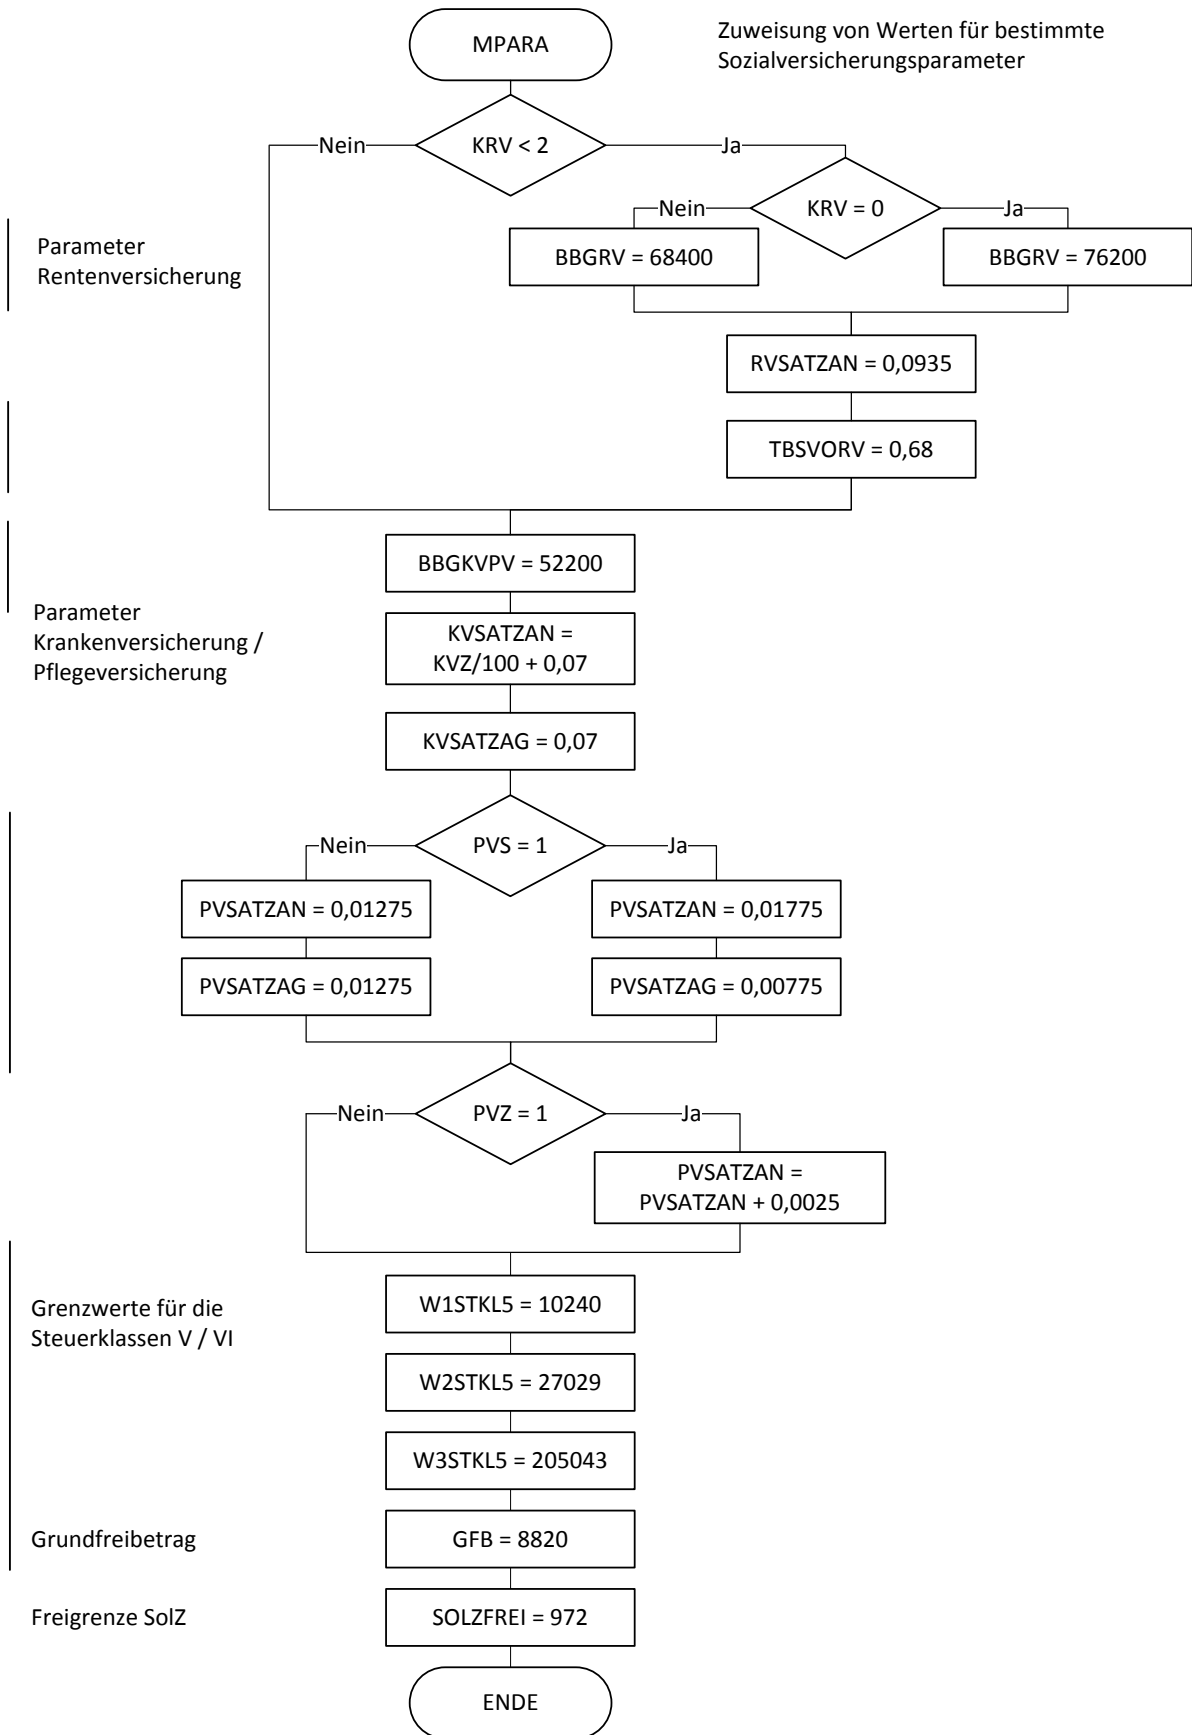 MPARA
Zuweisung von Werten für bestimmte
Sozialversicherungsparameter
KRV < 2
Nein
Ja
KRV = 0
Nein
Ja
Parameter
Rentenversicherung
BBGRV = 68400
BBGRV = 76200
RVSATZAN = 0,0935
TBSVORV = 0,68
BBGKVPV = 52200
Parameter
Krankenversicherung /
Pflegeversicherung
KVSATZAN =
KVZ/100 + 0,07
KVSATZAG = 0,07
PVS = 1
Nein
Ja
PVSATZAN = 0,01275
PVSATZAN = 0,01775
PVSATZAG = 0,01275
PVSATZAG = 0,00775
PVZ = 1
Nein
Ja
PVSATZAN =
PVSATZAN + 0,0025
Grenzwerte für die
Steuerklassen V / VI
W1STKL5 = 10240
W2STKL5 = 27029
W3STKL5 = 205043
Grundfreibetrag
GFB = 8820
Freigrenze SolZ
SOLZFREI = 972
ENDE